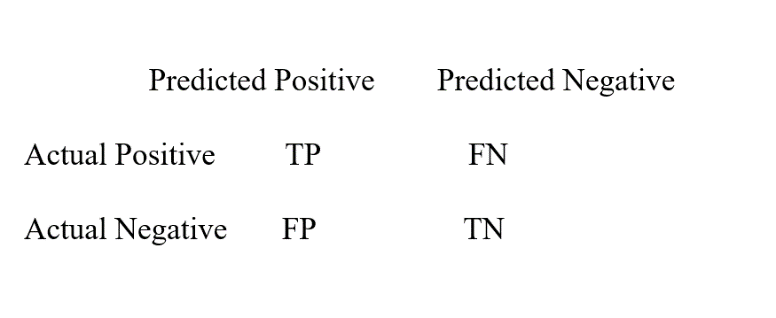 Predicted Positive Predicted Negative
Actual Positive TP FN
Actual Negative FP TN